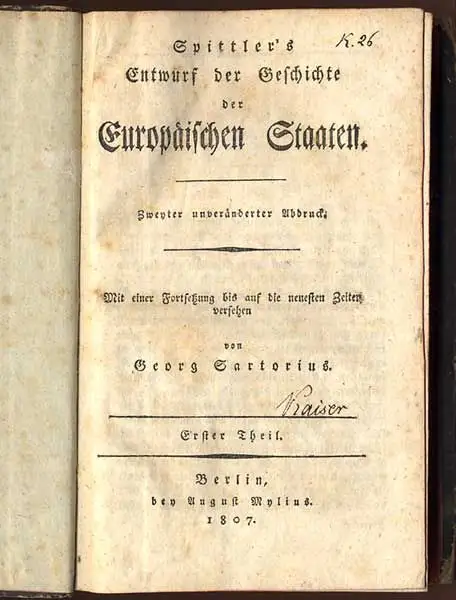 K. 26
Spittler's
Entwurf der Geschichte
der
Europäischen Staaten.
Zweyter unveränderter Abdruck.
Mit einer Fortsetzung bis auf die neuesten Zeiten
versehen
von
Georg Sartorius.
Kaiser
Erster Theil.
Berlin,
bey August Mylius.
1807.